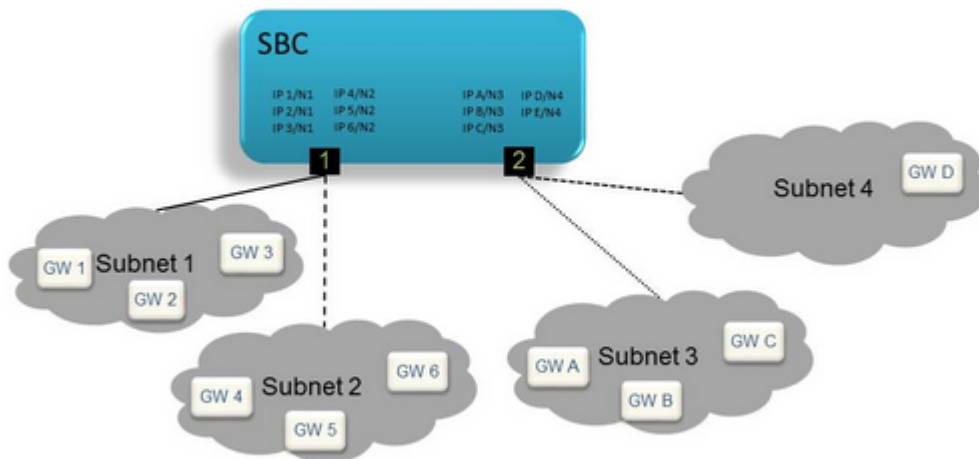 SBC
IP 1/N1 IP 4/N2 IP A/N3 IP D/N4
IP 2/N1 IP 5/N2 IP B/N3 IP E/N4
IP 3/N1 IP 6/N2 IP C/N3
1 2
Subnet 4 GW D
GW 1 Subnet 1 GW 3
GW 2
GW 4 Subnet 2 GW 6
GW 5
GW A Subnet 3 GW C
GW B